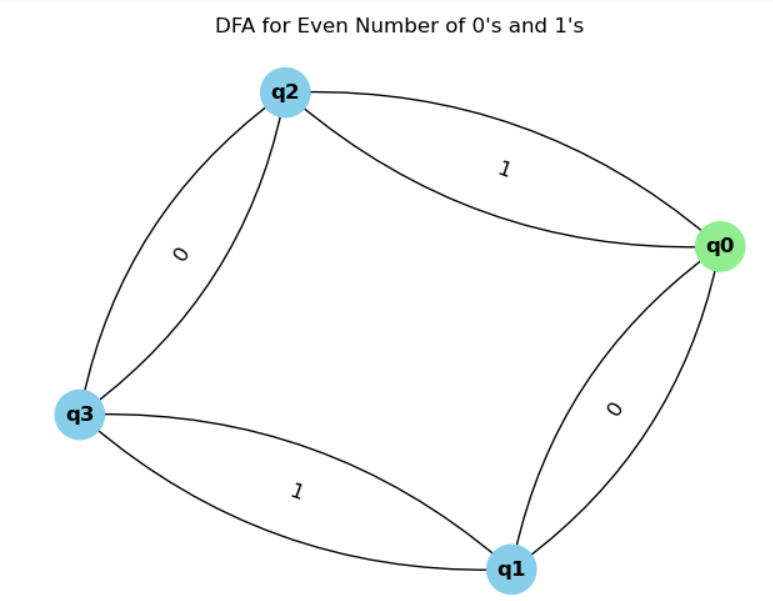 DFA for Even Number of 0's and 1's
q2
1
q0
0
0
q3
1
q1